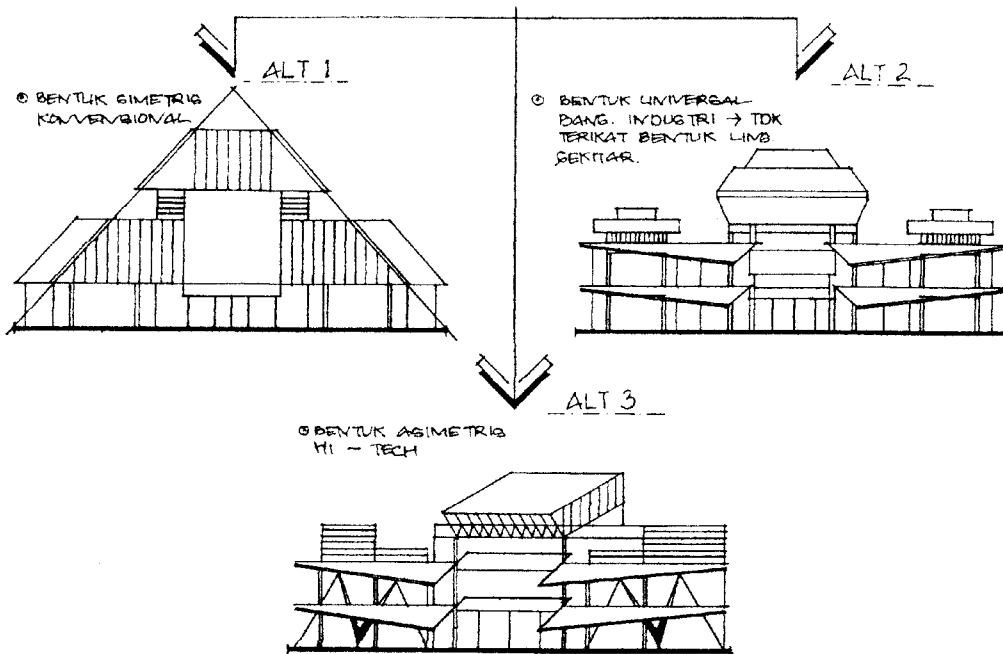 ALT 1
⊙ BENTUK SIMETRIS
KONVENSIONAL
ALT 2
⊙ BENTUK UNIVERSAL
BANG. INDUSTRI → TDK
TERIKAT BENTUK LING.
SEKITAR.
ALT 3
⊙ BENTUK ASIMETRIS
HI - TECH